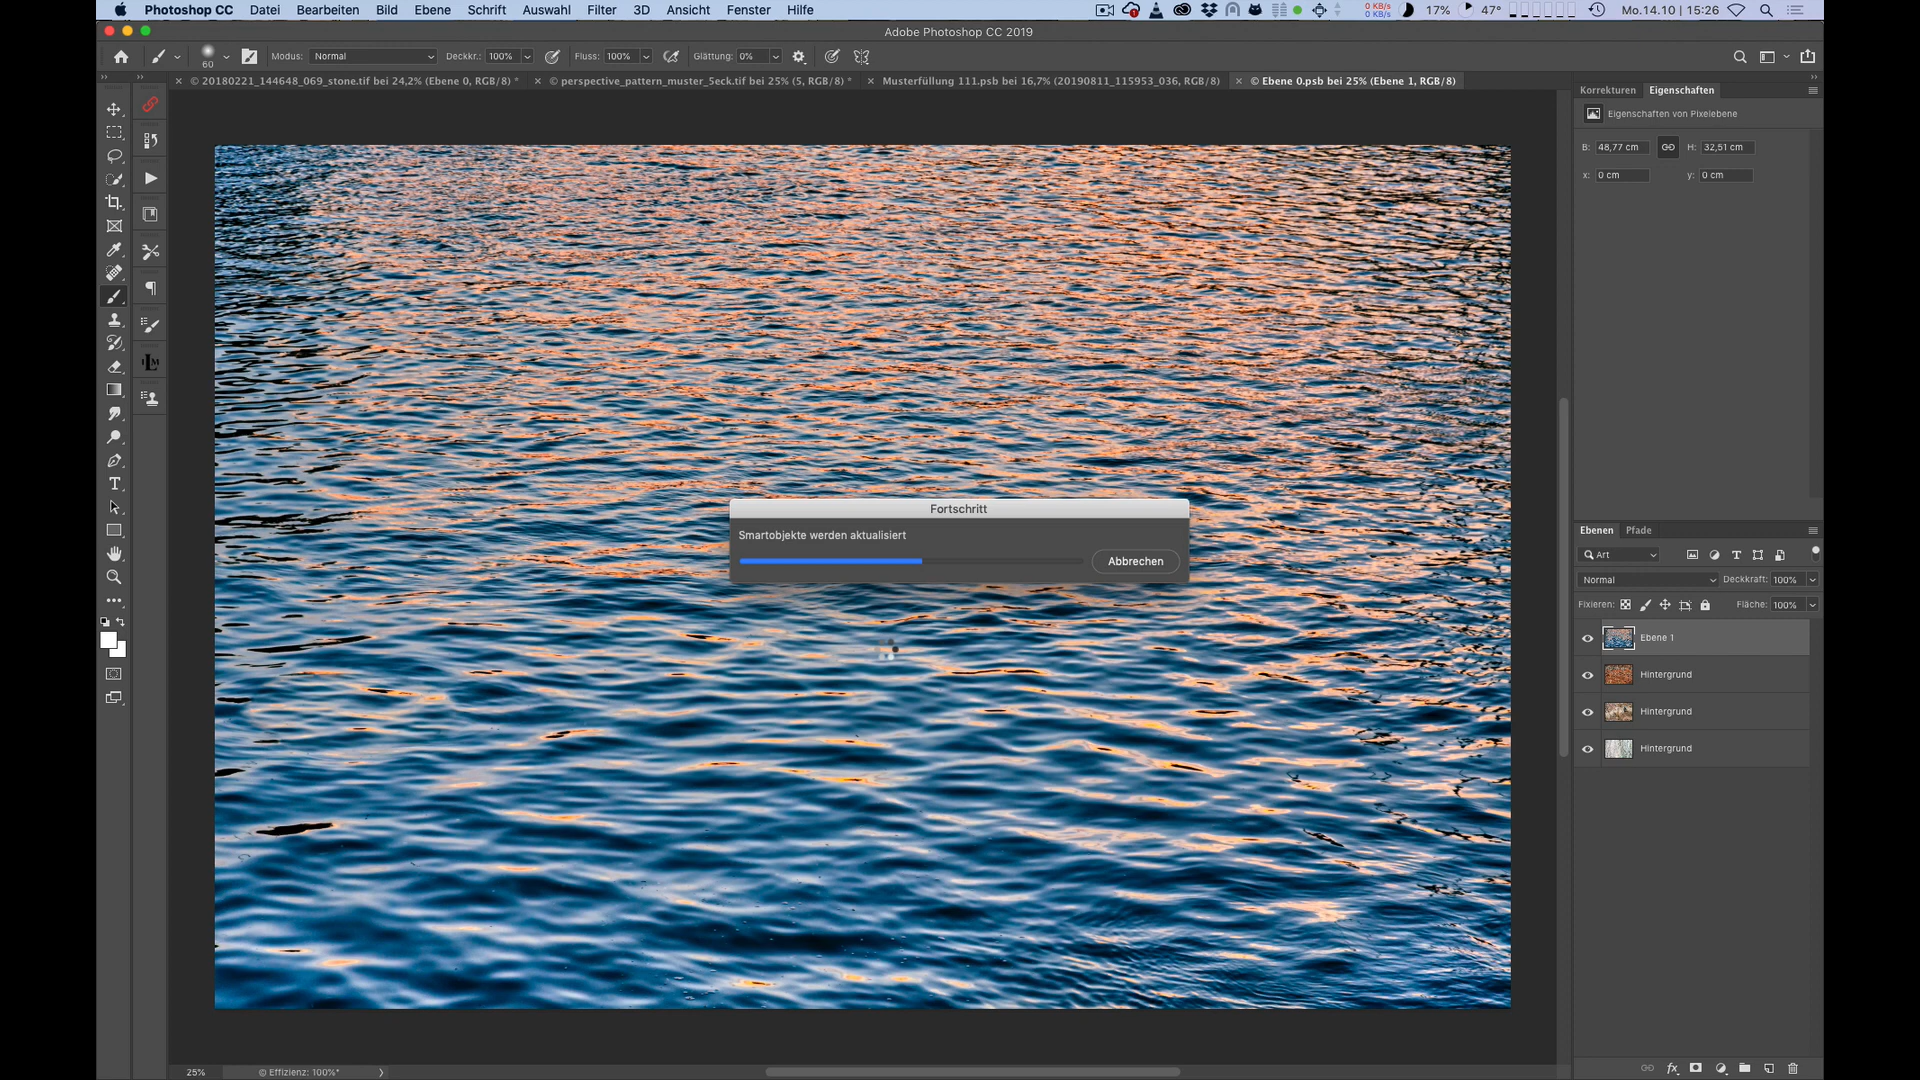 Photoshop CC Datei Bearbeiten Bild Ebene Schrift Auswahl Filter 3D Ansicht Fenster Hilfe 0 KB/s 0 KB/s 17% 47° Mo.14.10 | 15:26
Adobe Photoshop CC 2019
60 Modus: Normal Deckkr.: 100% Fluss: 100% Glättung: 0%
© 20180221_144648_069_stone.tif bei 24,2% (Ebene 0, RGB/8) * © perspective_pattern_muster_5eck.tif bei 25% (5, RGB/8) * Musterfüllung 111.psb bei 16,7% (20190811_115953_036, RGB/8) © Ebene 0.psb bei 25% (Ebene 1, RGB/8)
Korrekturen Eigenschaften
Eigenschaften von Pixelebene
B: 48,77 cm H: 32,51 cm
x: 0 cm y: 0 cm
Fortschritt
Smartobjekte werden aktualisiert
Abbrechen
Ebenen Pfade
Art
Normal Deckkraft: 100%
Fixieren: Fläche: 100%
Ebene 1
Hintergrund
Hintergrund
Hintergrund
25% © Effizienz: 100%*